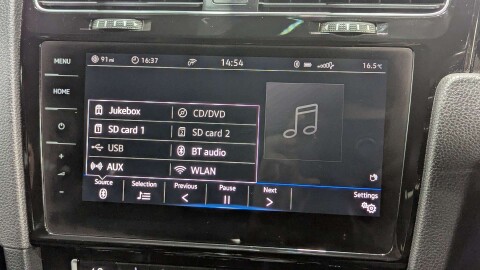 MENU
HOME
91 mi 16:37 14:54 16.5°C
Jukebox CD/DVD
SD card 1 SD card 2
USB BT audio
AUX WLAN
Source Selection Previous Pause Next Settings